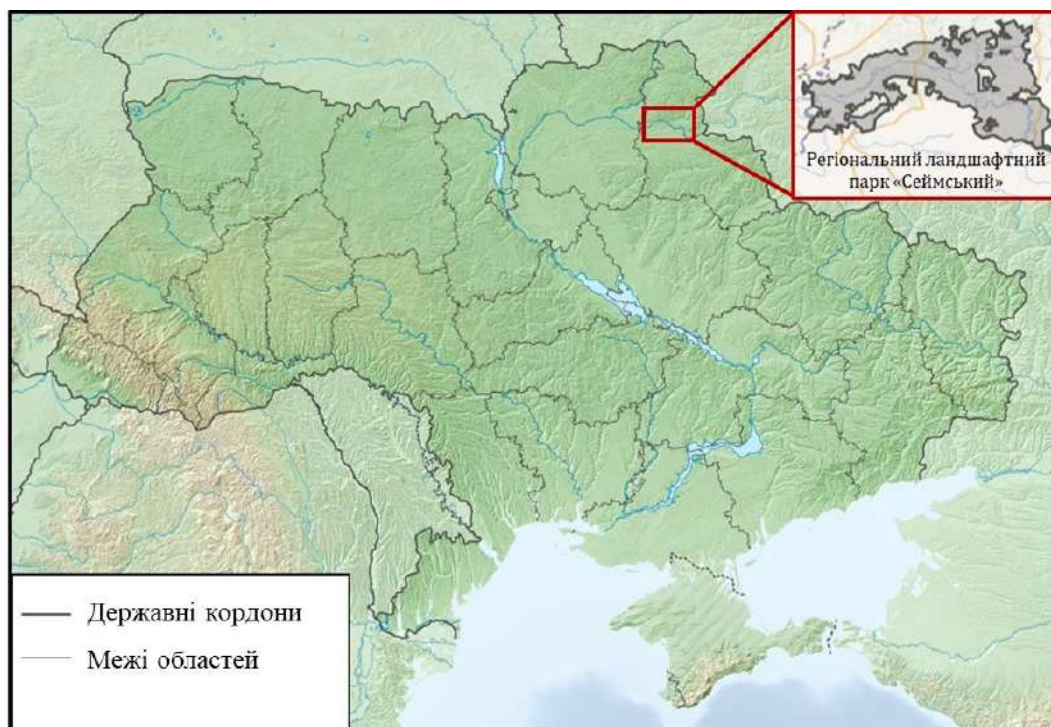 Регіональний ландшафтний
парк «Сеймський»
Державні кордони
Межі областей